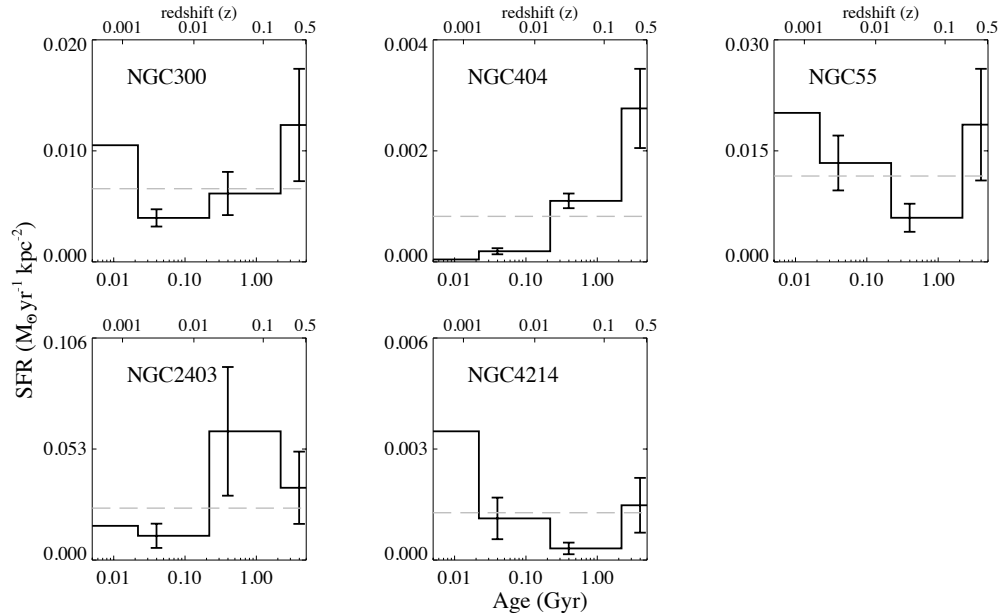 redshift (z) redshift (z) redshift (z)
0.001 0.01 0.1 0.5 0.001 0.01 0.1 0.5 0.001 0.01 0.1 0.5
0.020 0.004 0.030
NGC300 NGC404 NGC55
0.010 0.002 0.015
0.000 0.000 0.000
0.01 0.10 1.00 0.01 0.10 1.00 0.01 0.10 1.00
0.001 0.01 0.1 0.5 0.001 0.01 0.1 0.5
SFR (M⊙ yr⁻¹ kpc⁻²)
0.106 0.006
NGC2403 NGC4214
0.053 0.003
0.000 0.000
0.01 0.10 1.00 0.01 0.10 1.00
Age (Gyr)